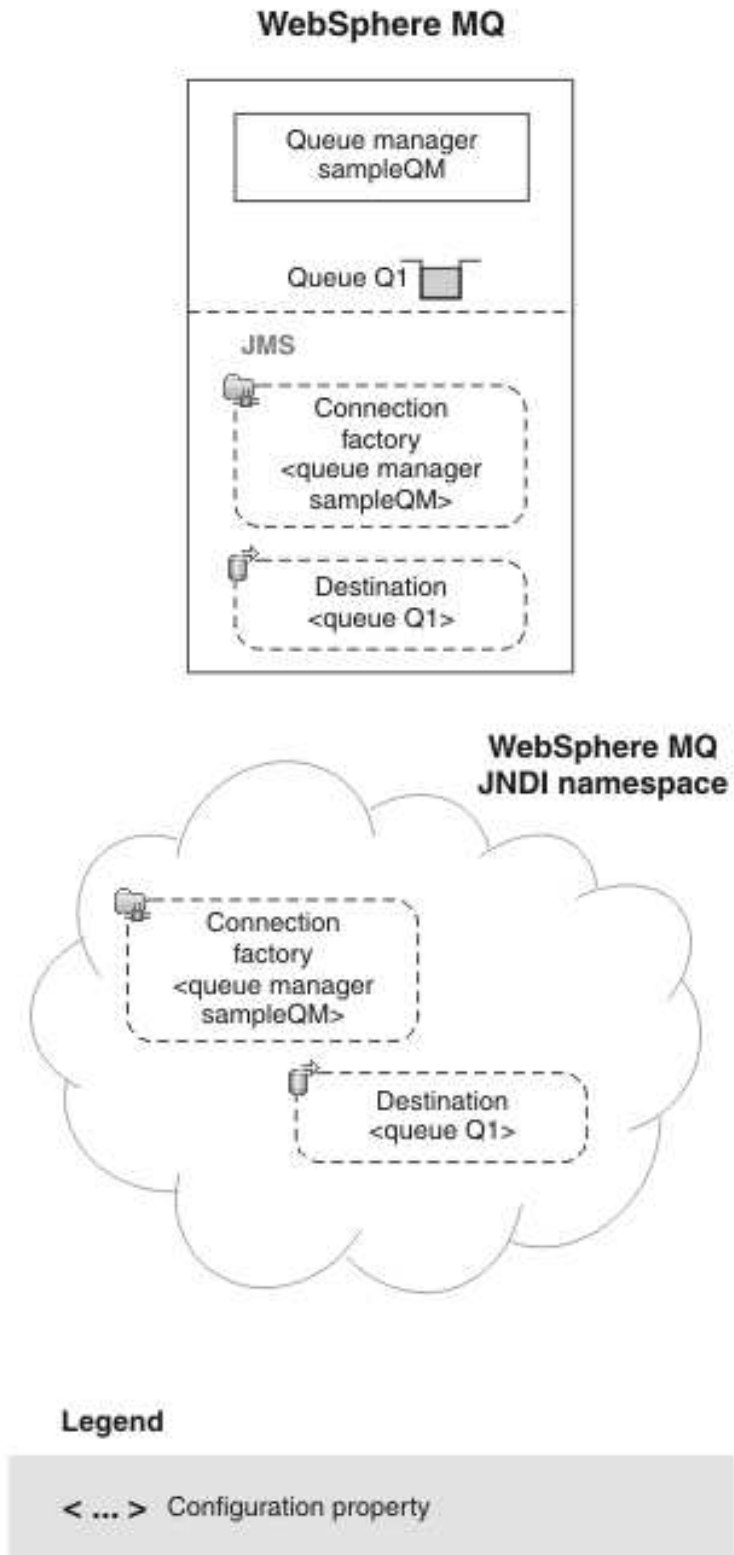 WebSphere MQ
Queue manager
sampleQM
Queue Q1
JMS
Connection
factory
<queue manager
sampleQM>
Destination
<queue Q1>
WebSphere MQ
JNDI namespace
Connection
factory
<queue manager
sampleQM>
Destination
<queue Q1>
Legend
< ... > Configuration property